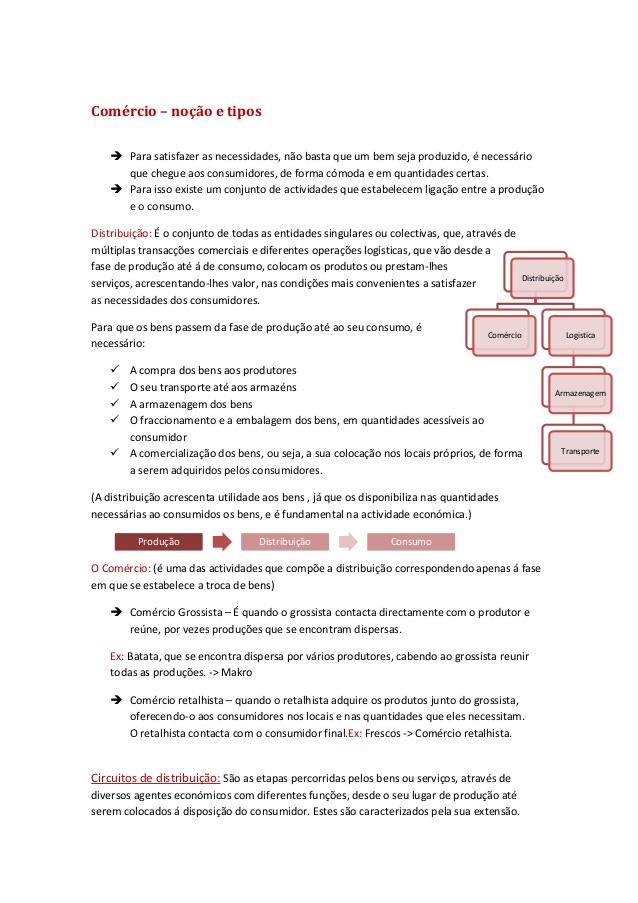 Comércio – noção e tipos
➔ Para satisfazer as necessidades, não basta que um bem seja produzido, é necessário
que chegue aos consumidores, de forma cómoda e em quantidades certas.
➔ Para isso existe um conjunto de actividades que estabelecem ligação entre a produção
e o consumo.
Distribuição: É o conjunto de todas as entidades singulares ou colectivas, que, através de
múltiplas transacções comerciais e diferentes operações logísticas, que vão desde a
fase de produção até á de consumo, colocam os produtos ou prestam-lhes
serviços, acrescentando-lhes valor, nas condições mais convenientes a satisfazer
as necessidades dos consumidores.
Distribuição
Comércio
Logística
Armazenagem
Transporte
Para que os bens passem da fase de produção até ao seu consumo, é
necessário:
✓ A compra dos bens aos produtores
✓ O seu transporte até aos armazéns
✓ A armazenagem dos bens
✓ O fraccionamento e a embalagem dos bens, em quantidades acessíveis ao
consumidor
✓ A comercialização dos bens, ou seja, a sua colocação nos locais próprios, de forma
a serem adquiridos pelos consumidores.
(A distribuição acrescenta utilidade aos bens , já que os disponibiliza nas quantidades
necessárias ao consumidos os bens, e é fundamental na actividade económica.)
Produção
Distribuição
Consumo
O Comércio: (é uma das actividades que compõe a distribuição correspondendo apenas á fase
em que se estabelece a troca de bens)
➔ Comércio Grossista – É quando o grossista contacta directamente com o produtor e
reúne, por vezes produções que se encontram dispersas.
Ex: Batata, que se encontra dispersa por vários produtores, cabendo ao grossista reunir
todas as produções. -> Makro
➔ Comércio retalhista – quando o retalhista adquire os produtos junto do grossista,
oferecendo-o aos consumidores nos locais e nas quantidades que eles necessitam.
O retalhista contacta com o consumidor final.Ex: Frescos -> Comércio retalhista.
Circuitos de distribuição: São as etapas percorridas pelos bens ou serviços, através de
diversos agentes económicos com diferentes funções, desde o seu lugar de produção até
serem colocados á disposição do consumidor. Estes são caracterizados pela sua extensão.